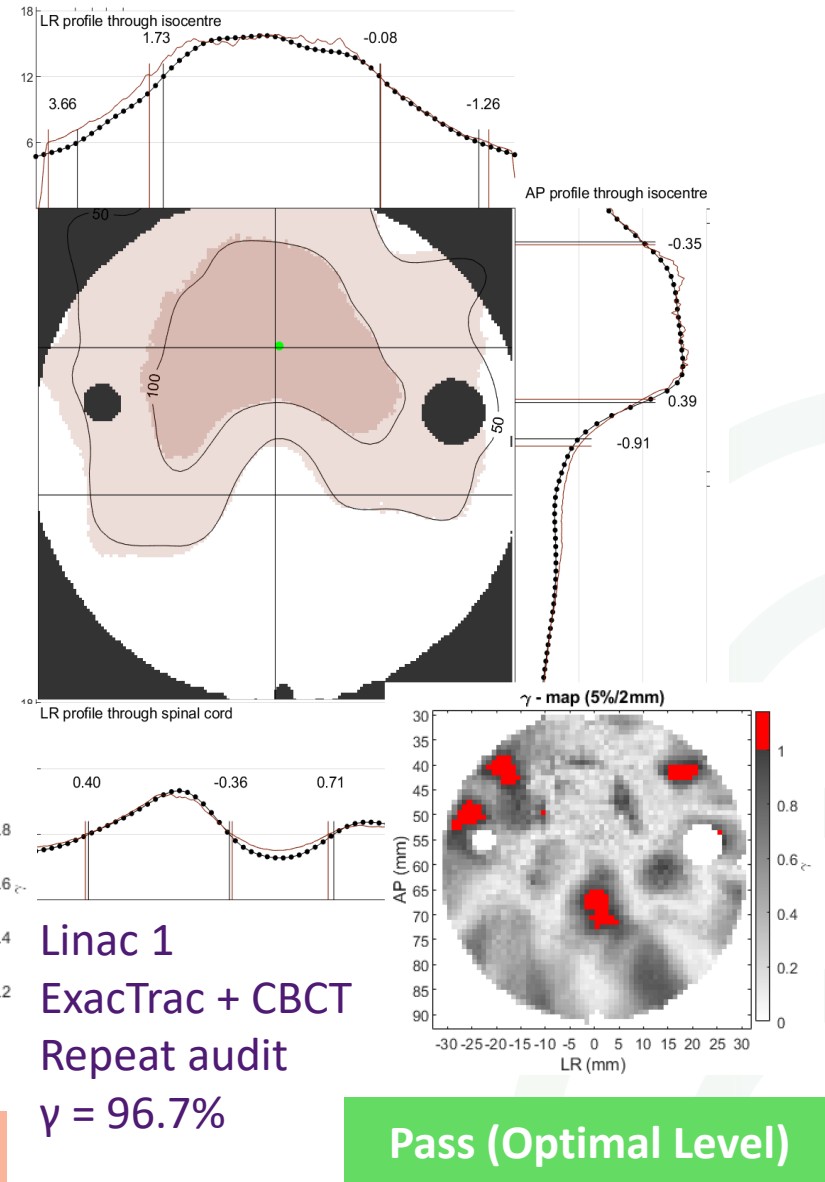 18
LR profile through isocentre
1.73
-0.08
12
3.66
-1.26
6
AP profile through isocentre
50
-0.35
100
0.39
50
-0.91
LR profile through spinal cord
γ - map (5%/2mm)
0.40
-0.36
0.71
30
35
40
45
50
55
60
65
70
75
80
85
90
AP (mm)
-30 -25 -20 -15 -10 -5 0 5 10 15 20 25 30
LR (mm)
1
0.8
0.6
0.4
0.2
0
γ
Linac 1
ExacTrac + CBCT
Repeat audit
γ = 96.7%
Pass (Optimal Level)